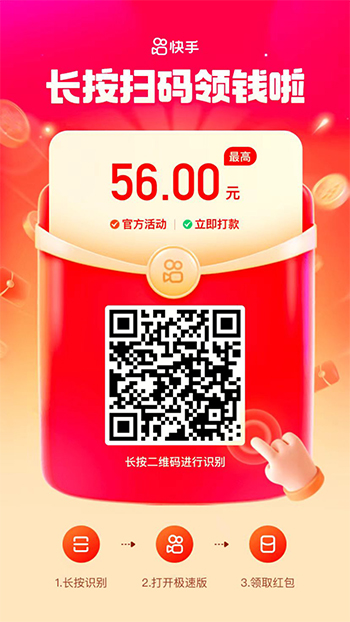 快手
长按扫码领钱啦
最高
56.00元
官方活动 立即打款
长按二维码进行识别
1.长按识别 2.打开极速版 3.领取红包